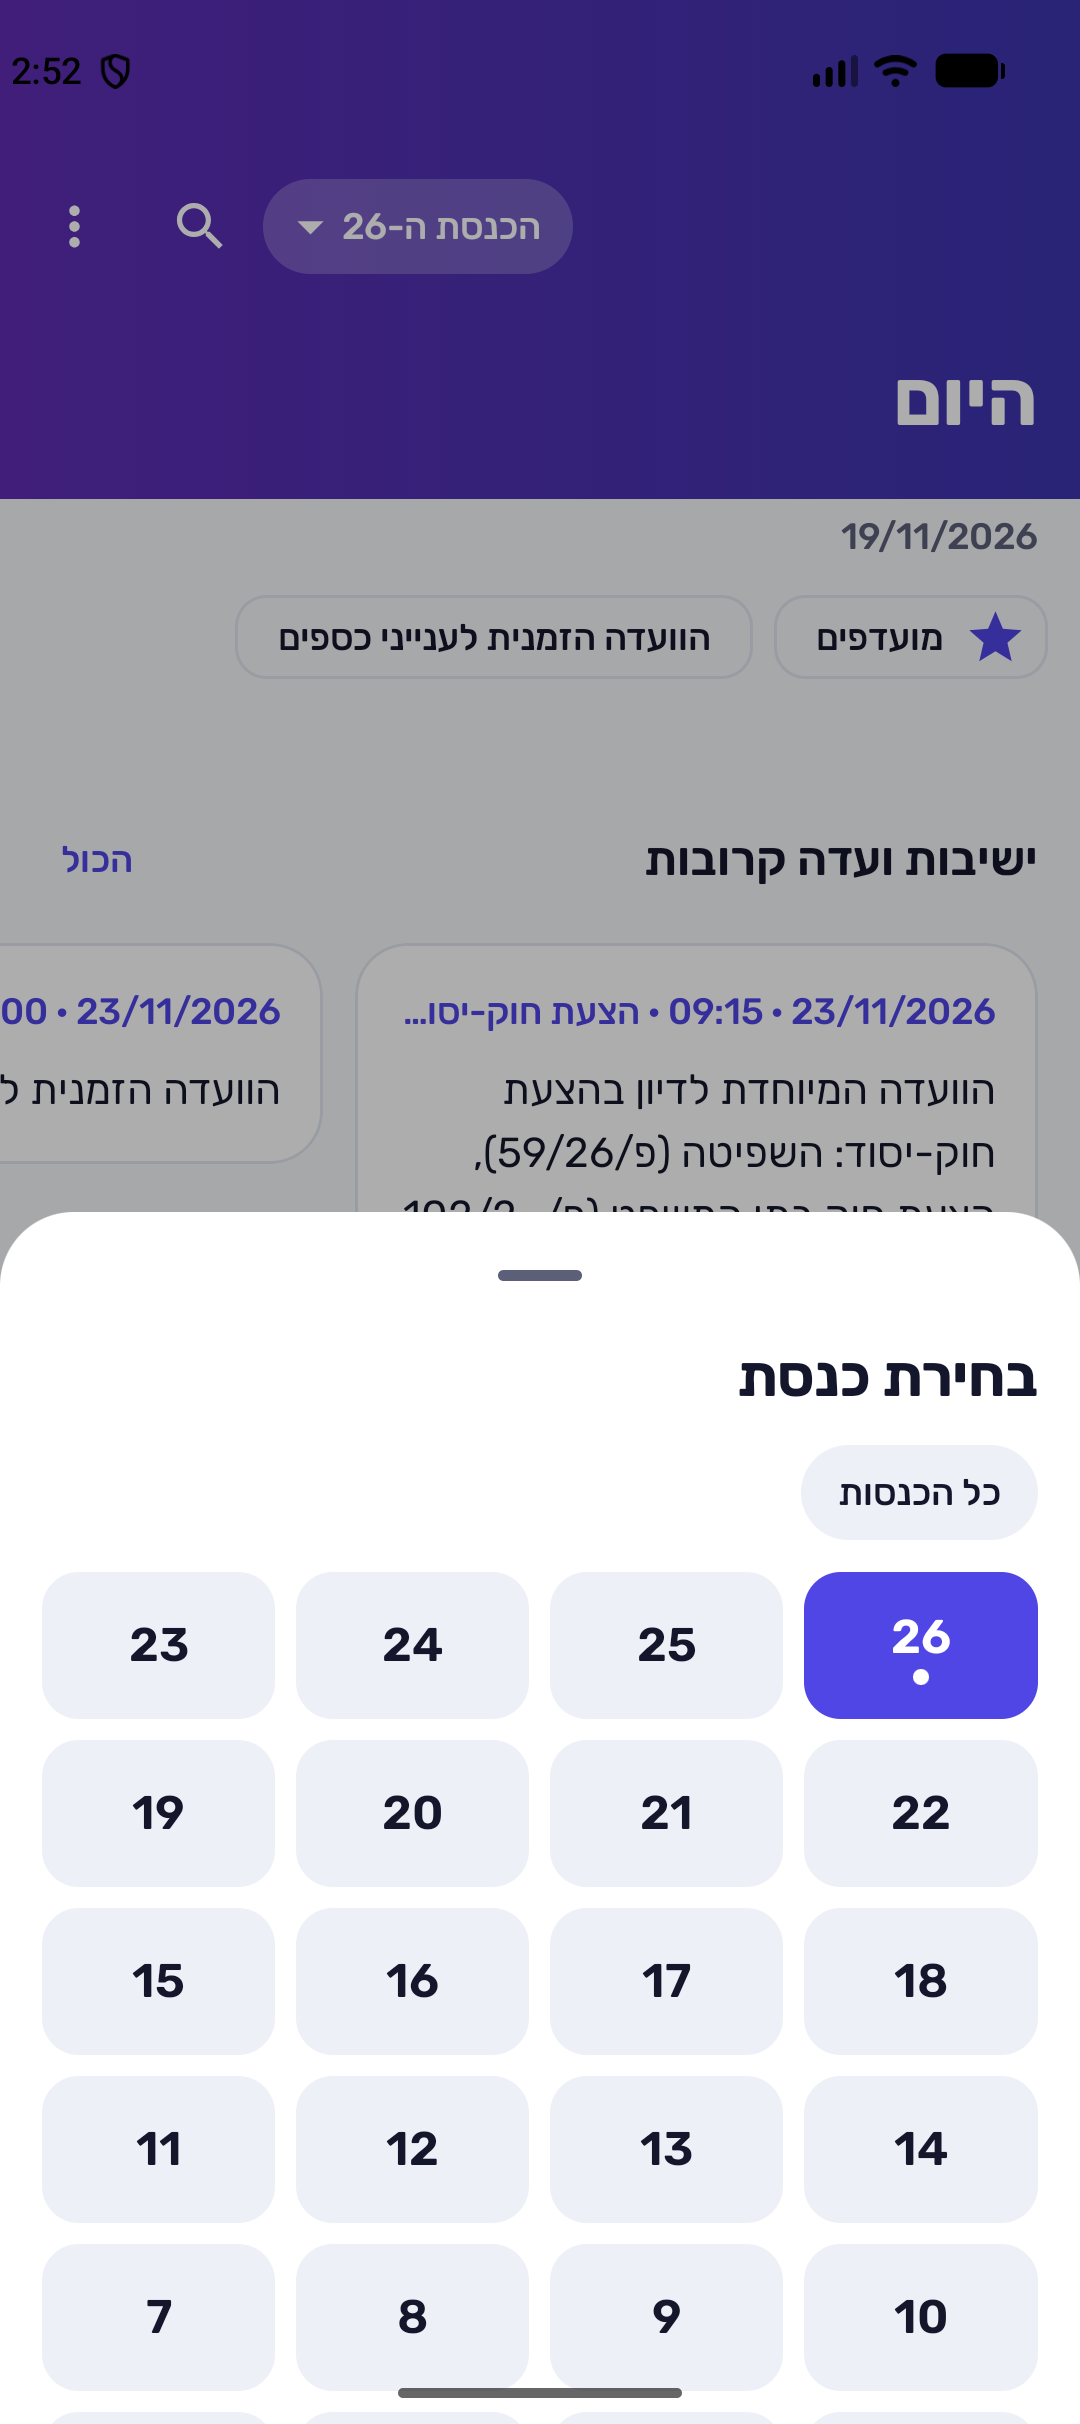 2:52
הכנסת ה-26
היום
19/11/2026
מועדפים
הוועדה הזמנית לענייני כספים
ישיבות ועדה קרובות
הכול
23/11/2026 • 09:15 • הצעת חוק-יסו...
הוועדה המיוחדת לדיון בהצעת
חוק-יסוד: השפיטה (פ/59/26),
23/11/2026 • 00
הוועדה הזמנית ל
בחירת כנסת
כל הכנסות
26
25
24
23
22
21
20
19
18
17
16
15
14
13
12
11
10
9
8
7